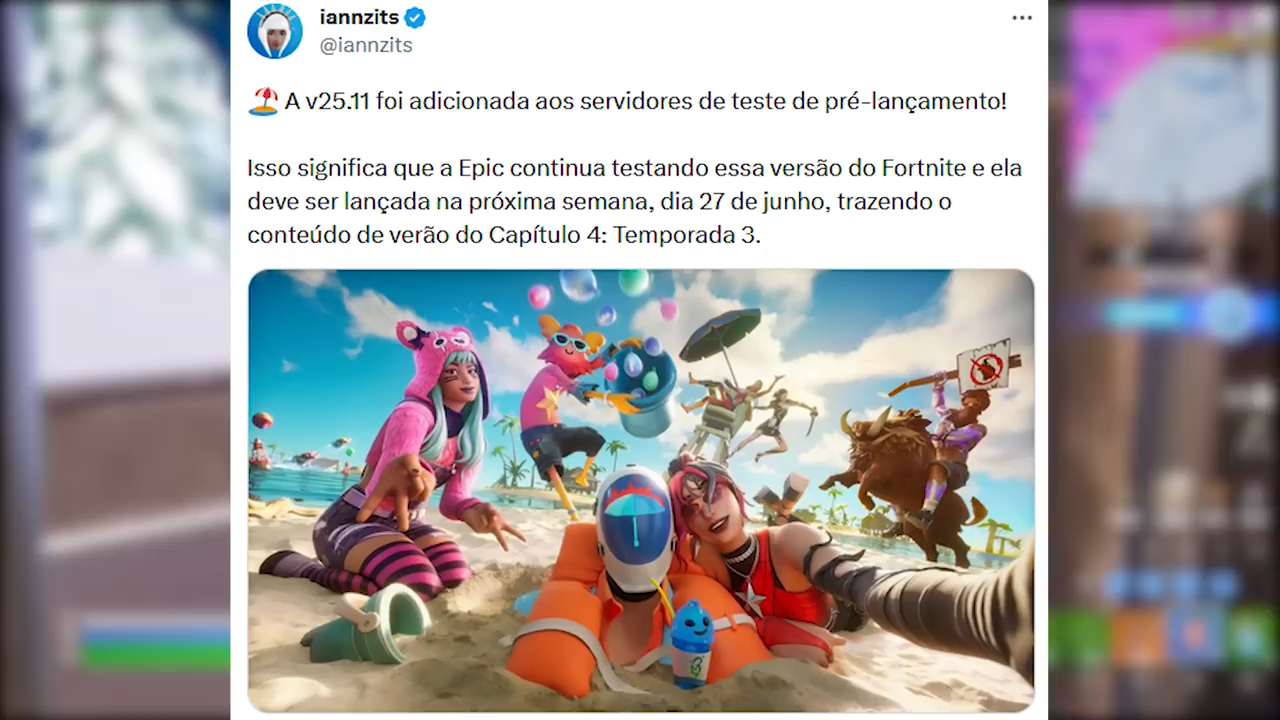 iannzits
@iannzits
A v25.11 foi adicionada aos servidores de teste de pré-lançamento!
Isso significa que a Epic continua testando essa versão do Fortnite e ela
deve ser lançada na próxima semana, dia 27 de junho, trazendo o
conteúdo de verão do Capítulo 4: Temporada 3.